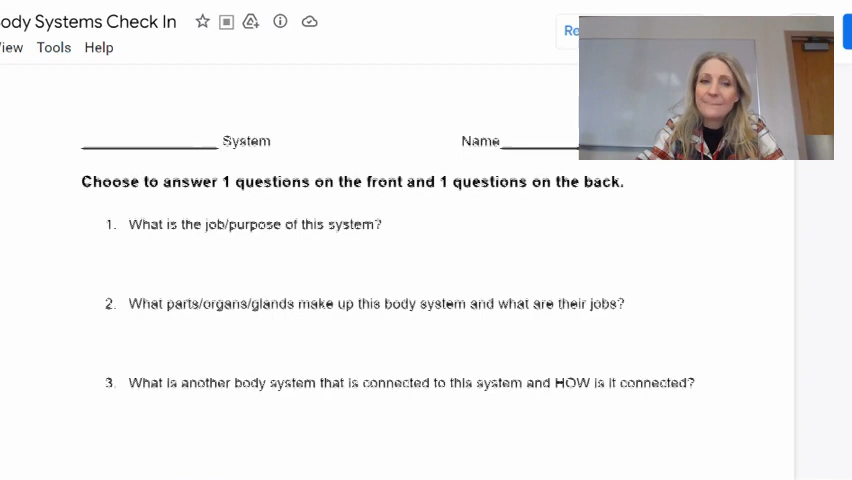 ody Systems Check In
iew Tools Help
Re
____________ System Name____________
Choose to answer 1 questions on the front and 1 questions on the back.
1. What is the job/purpose of this system?
2. What parts/organs/glands make up this body system and what are their jobs?
3. What is another body system that is connected to this system and HOW is it connected?